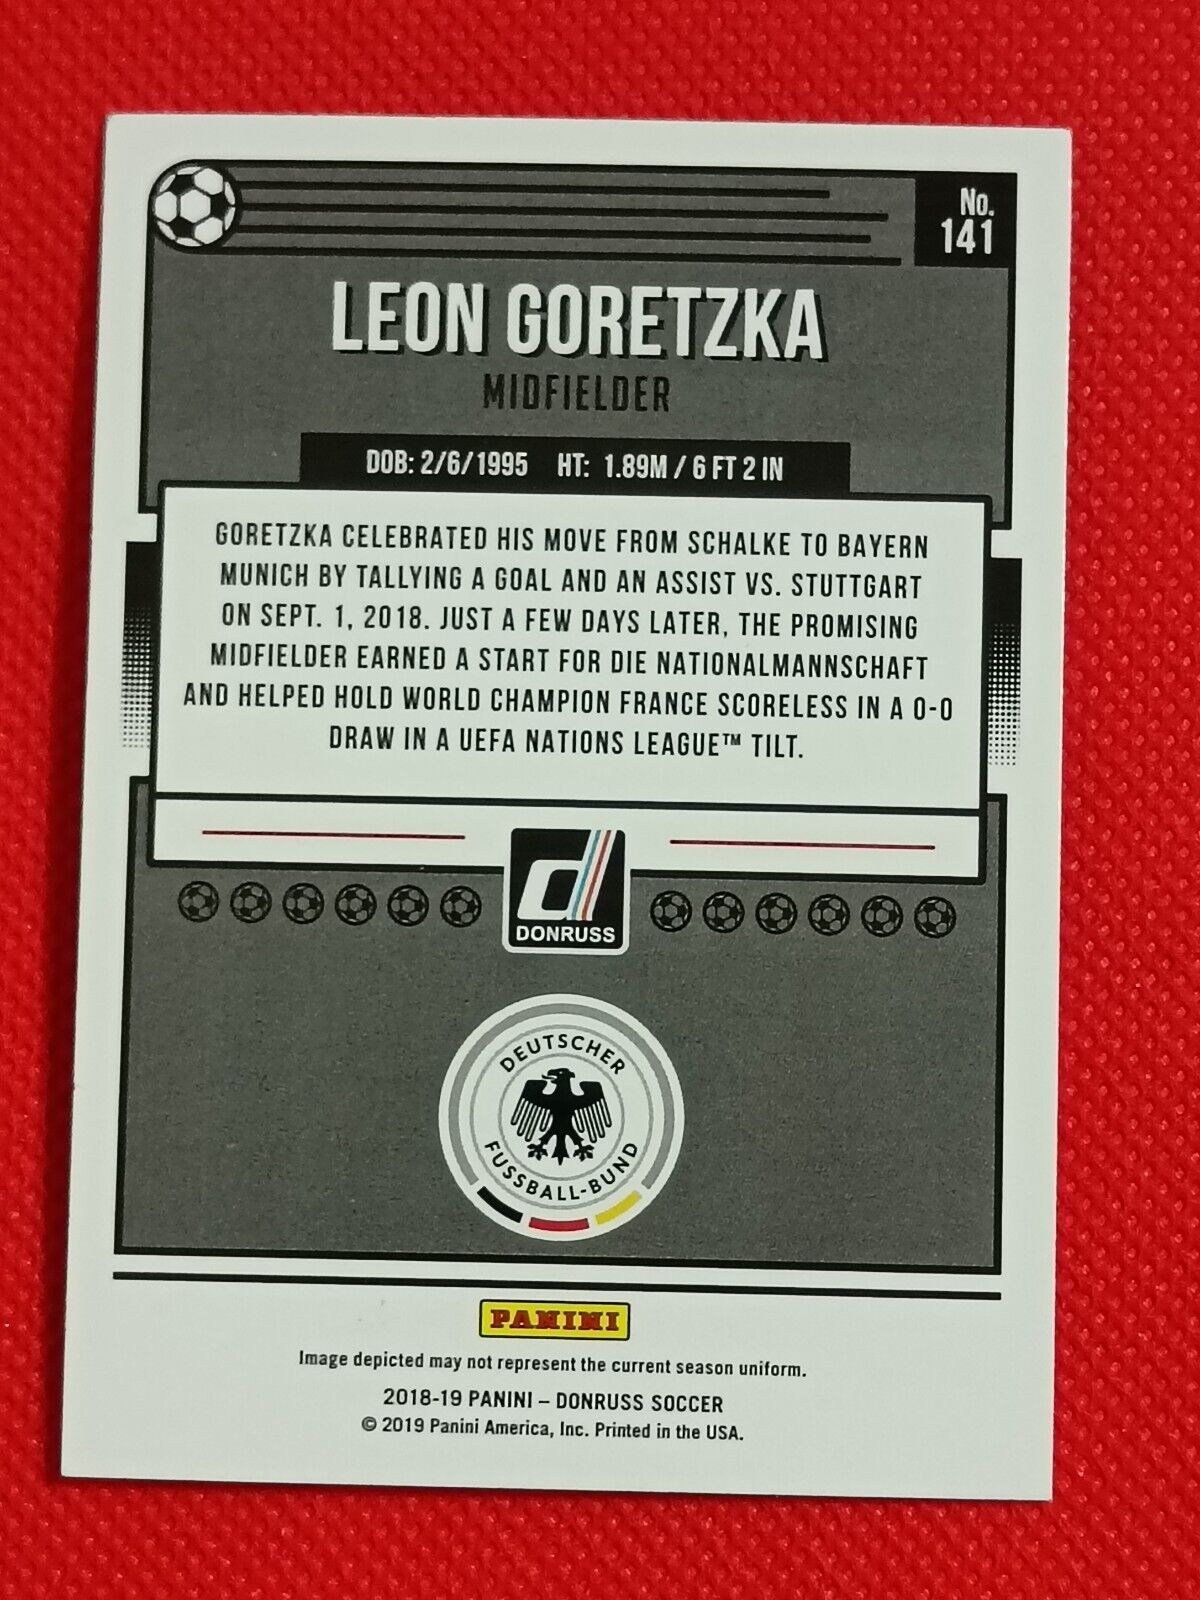 No.
141
LEON GORETZKA
MIDFIELDER
DOB: 2/6/1995 HT: 1.89M / 6 FT 2 IN
GORETZKA CELEBRATED HIS MOVE FROM SCHALKE TO BAYERN
MUNICH BY TALLYING A GOAL AND AN ASSIST VS. STUTTGART
ON SEPT. 1, 2018. JUST A FEW DAYS LATER, THE PROMISING
MIDFIELDER EARNED A START FOR DIE NATIONALMANNSCHAFT
AND HELPED HOLD WORLD CHAMPION FRANCE SCORELESS IN A 0-0
DRAW IN A UEFA NATIONS LEAGUE™ TILT.
d
DONRUSS
DEUTSCHER
FUSSBALL-BUND
PANINI
Image depicted may not represent the current season uniform.
2018-19 PANINI – DONRUSS SOCCER
© 2019 Panini America, Inc. Printed in the USA.